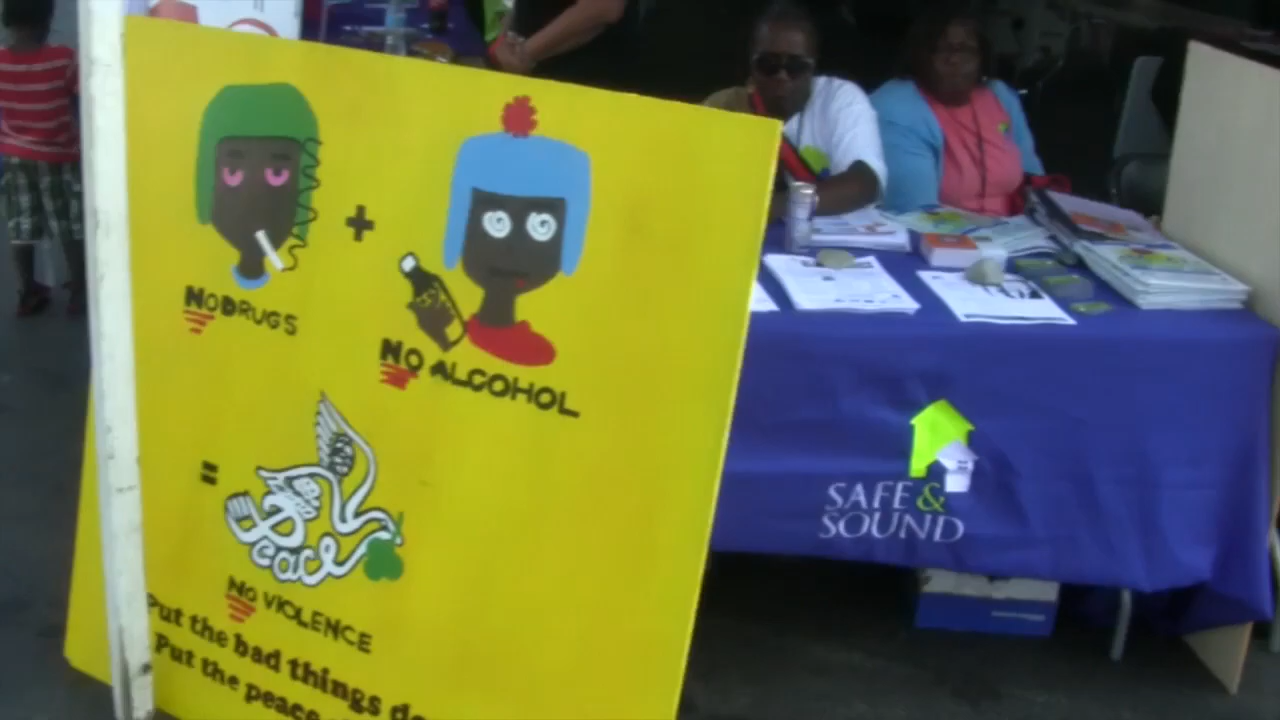 +
NO DRUGS
NO ALCOHOL
=
Peace
NO VIOLENCE
Put the bad things
Put the peace
SAFE &
SOUND